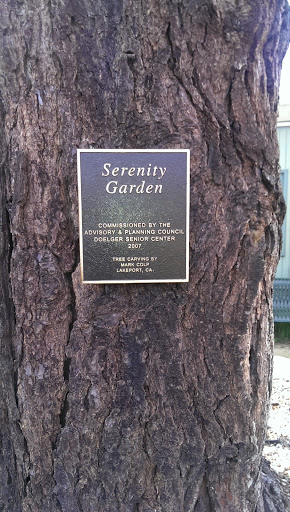 Serenity
Garden
COMMISSIONED BY THE
ADVISORY & PLANNING COUNCIL
DOELGER SENIOR CENTER
2007
TREE CARVING BY
MARK COLP
LAKEPORT, CA.